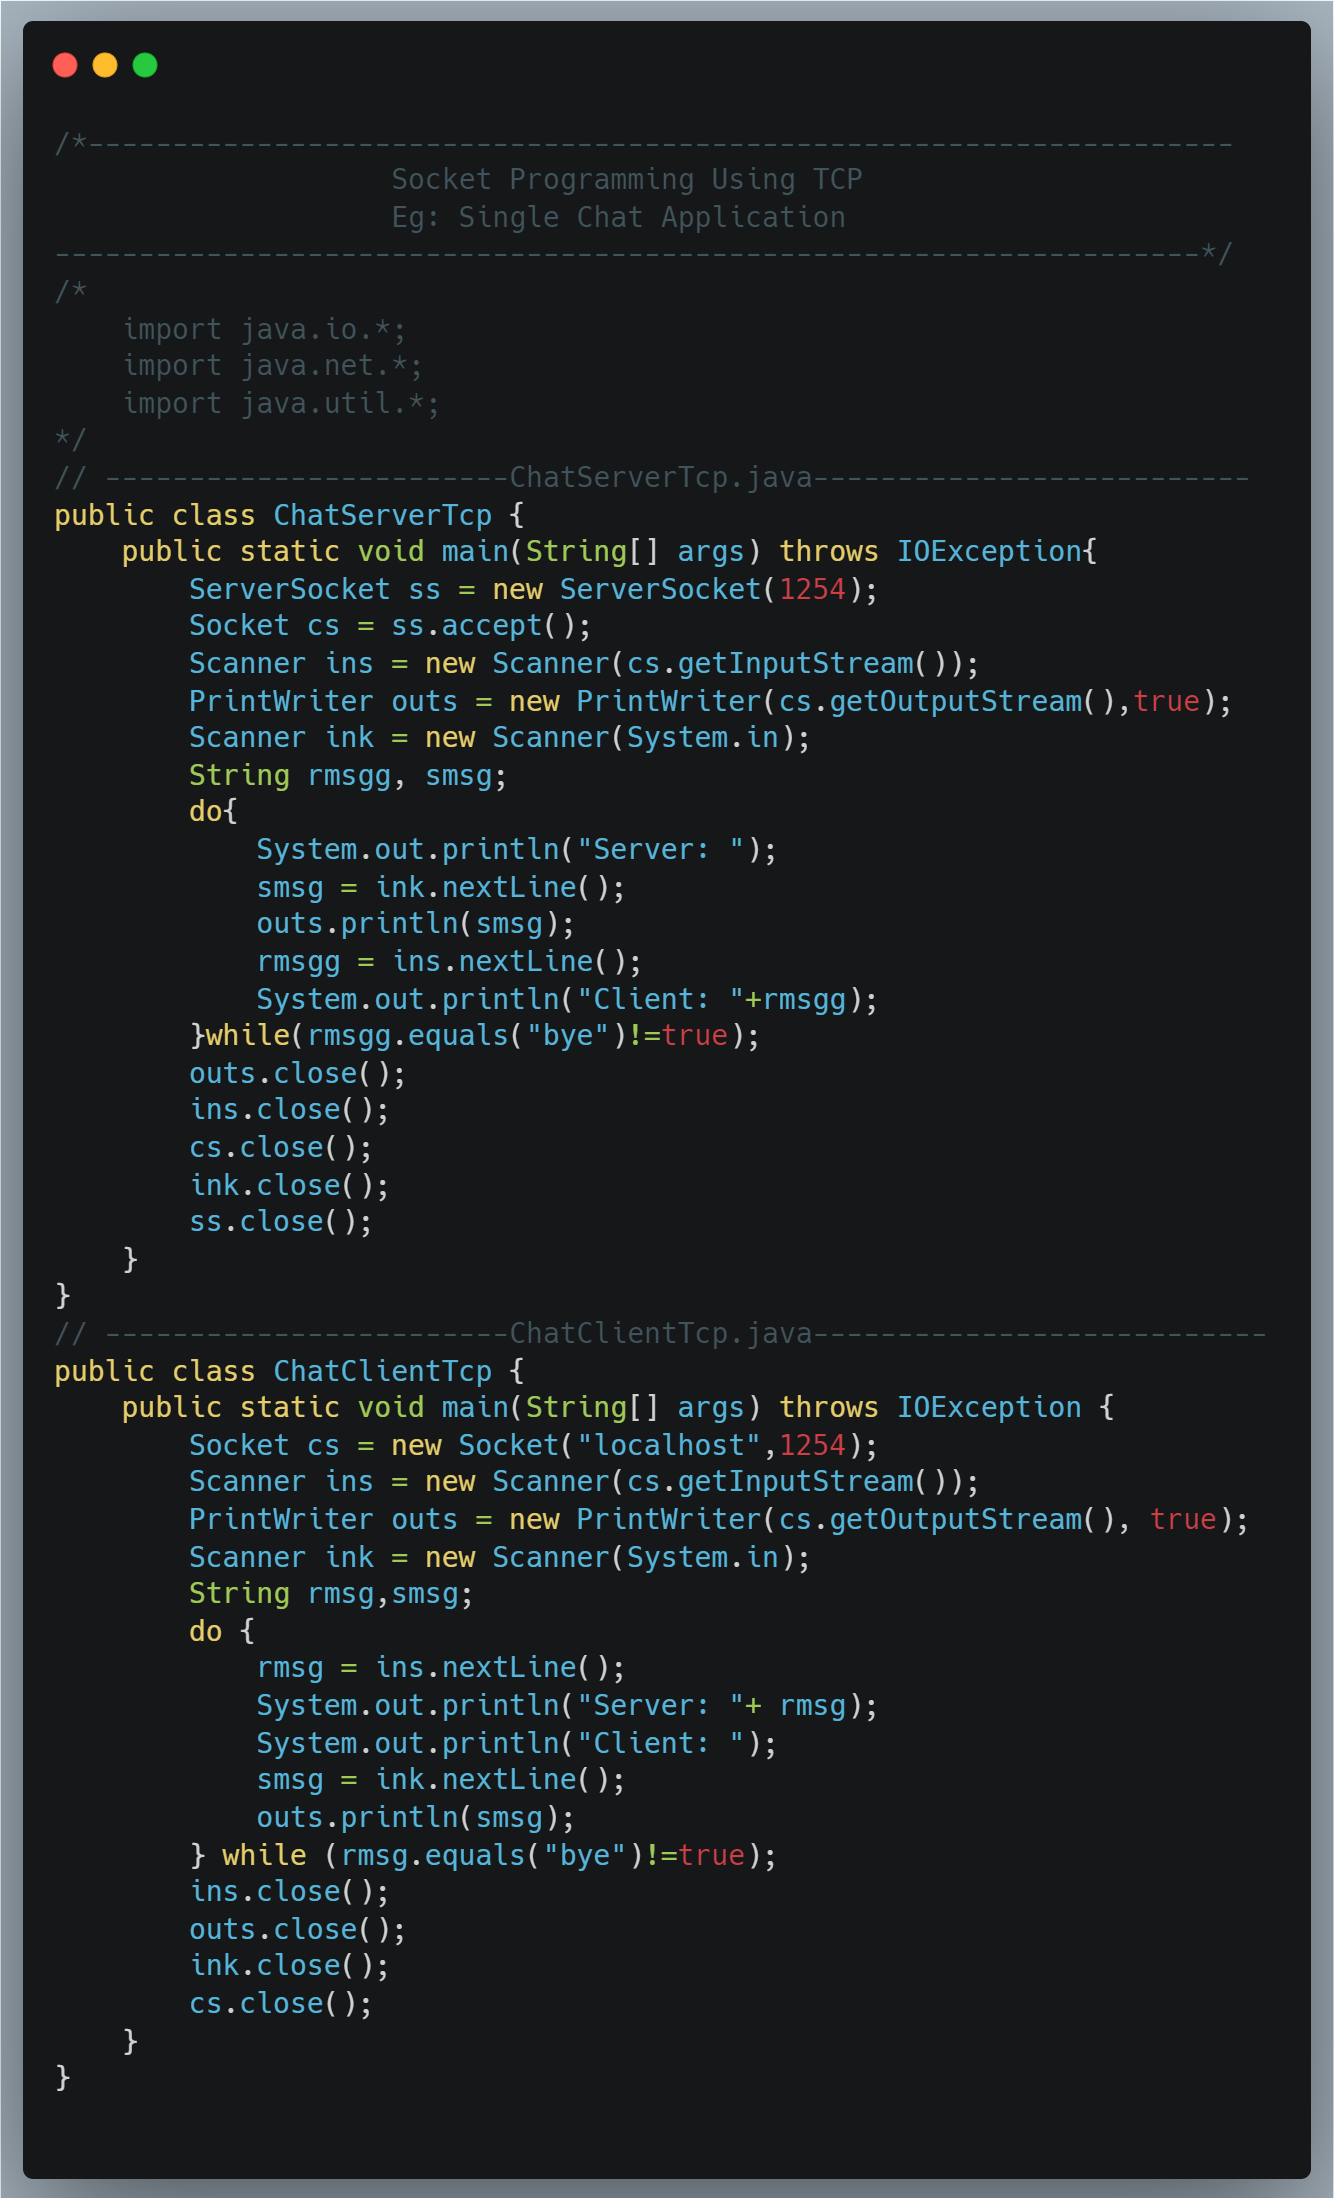 /*--------------------------------------------------------------------
                    Socket Programming Using TCP
                    Eg: Single Chat Application
--------------------------------------------------------------------*/
/*
    import java.io.*;
    import java.net.*;
    import java.util.*;
*/
// ------------------------ChatServerTcp.java--------------------------
public class ChatServerTcp {
    public static void main(String[] args) throws IOException{
        ServerSocket ss = new ServerSocket(1254);
        Socket cs = ss.accept();
        Scanner ins = new Scanner(cs.getInputStream());
        PrintWriter outs = new PrintWriter(cs.getOutputStream(),true);
        Scanner ink = new Scanner(System.in);
        String rmsgg, smsg;
        do{
            System.out.println("Server: ");
            smsg = ink.nextLine();
            outs.println(smsg);
            rmsgg = ins.nextLine();
            System.out.println("Client: "+rmsgg);
        }while(rmsgg.equals("bye")!=true);
        outs.close();
        ins.close();
        cs.close();
        ink.close();
        ss.close();
    }
}
// ------------------------ChatClientTcp.java---------------------------
public class ChatClientTcp {
    public static void main(String[] args) throws IOException {
        Socket cs = new Socket("localhost",1254);
        Scanner ins = new Scanner(cs.getInputStream());
        PrintWriter outs = new PrintWriter(cs.getOutputStream(), true);
        Scanner ink = new Scanner(System.in);
        String rmsg,smsg;
        do {
            rmsg = ins.nextLine();
            System.out.println("Server: "+ rmsg);
            System.out.println("Client: ");
            smsg = ink.nextLine();
            outs.println(smsg);
        } while (rmsg.equals("bye")!=true);
        ins.close();
        outs.close();
        ink.close();
        cs.close();
    }
}